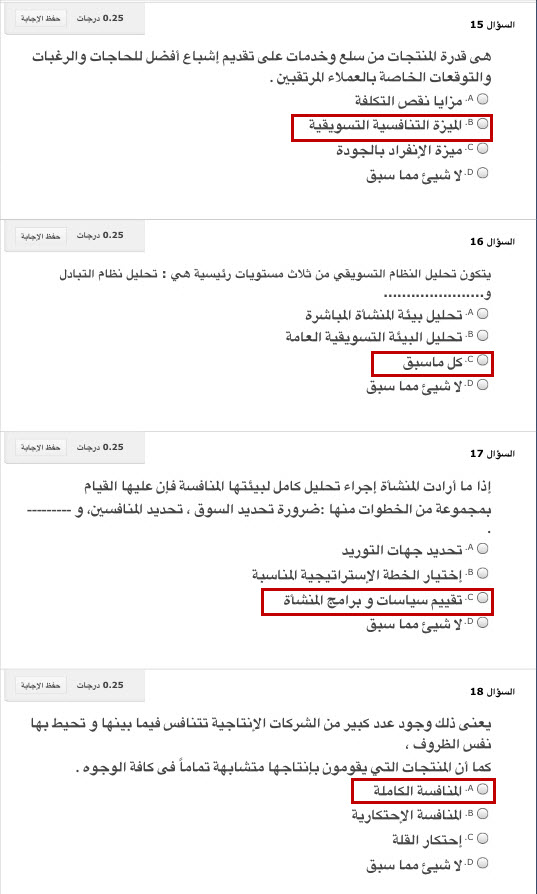 السؤال 15
0.25 درجات
حفظ الإجابة
هى قدرة المنتجات من سلع وخدمات على تقديم إشباع أفضل للحاجات والرغبات
والتوقعات الخاصة بالعملاء المرتقبين .
A. مزايا نقص التكلفة
B. الميزة التنافسية التسويقية
C. ميزة الإنفراد بالجودة
D. لا شيئ مما سبق
السؤال 16
0.25 درجات
حفظ الإجابة
يتكون تحليل النظام التسويقي من ثلاث مستويات رئيسية هي : تحليل نظام التبادل
و......................
A. تحليل بيئة المنشأة المباشرة
B. تحليل البيئة التسويقية العامة
C. كل ماسبق
D. لا شيئ مما سبق
السؤال 17
0.25 درجات
حفظ الإجابة
إذا ما أرادت المنشأة إجراء تحليل كامل لبيئتها المنافسة فإن عليها القيام
بمجموعة من الخطوات منها :ضرورة تحديد السوق ، تحديد المنافسين، و ---------
.
A. تحديد جهات التوريد
B. إختيار الخطة الإستراتيجية المناسبة
C. تقييم سياسات و برامج المنشأة
D. لا شيئ مما سبق
السؤال 18
0.25 درجات
حفظ الإجابة
يعنى ذلك وجود عدد كبير من الشركات الإنتاجية تتنافس فيما بينها و تحيط بها
نفس الظروف ،
كما أن المنتجات التي يقومون بإنتاجها متشابهة تماماً فى كافة الوجوه .
A. المنافسة الكاملة
B. المنافسة الإحتكارية
C. إحتكار القلة
D. لا شيئ مما سبق